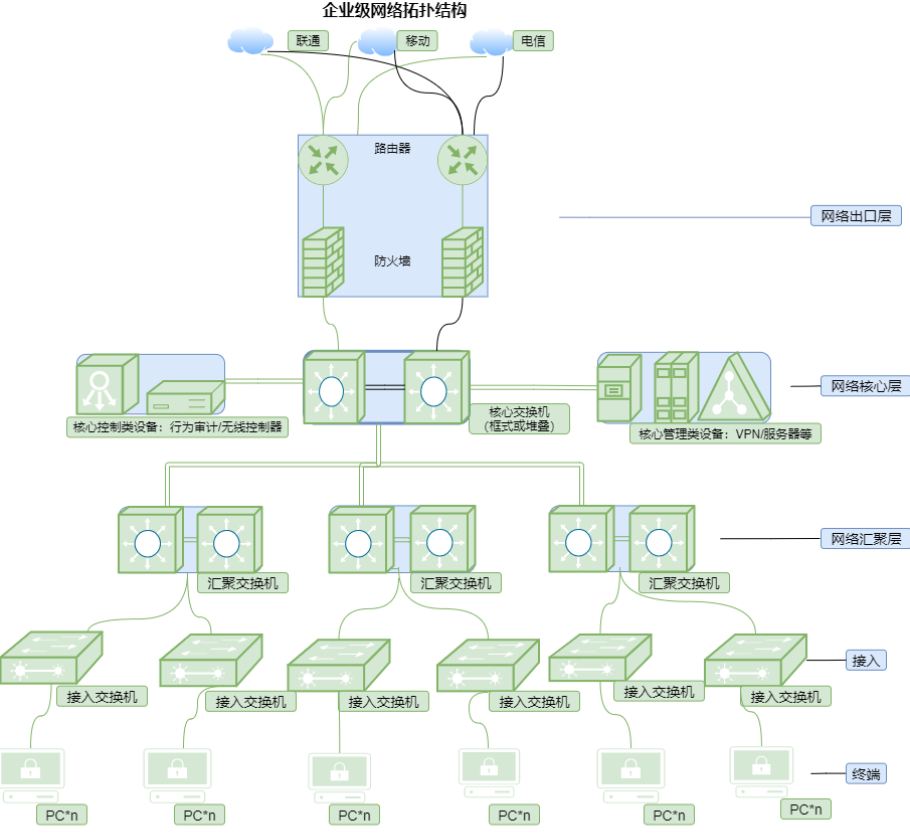 企业级网络拓扑结构
联通
移动
电信
路由器
网络出口层
防火墙
网络核心层
核心交换机
(框式或堆叠)
核心控制类设备：行为审计/无线控制器
核心管理类设备：VPN/服务器等
网络汇聚层
汇聚交换机
汇聚交换机
汇聚交换机
接入
接入交换机
接入交换机
接入交换机
接入交换机
接入交换机
接入交换机
终端
PC*n
PC*n
PC*n
PC*n
PC*n
PC*n